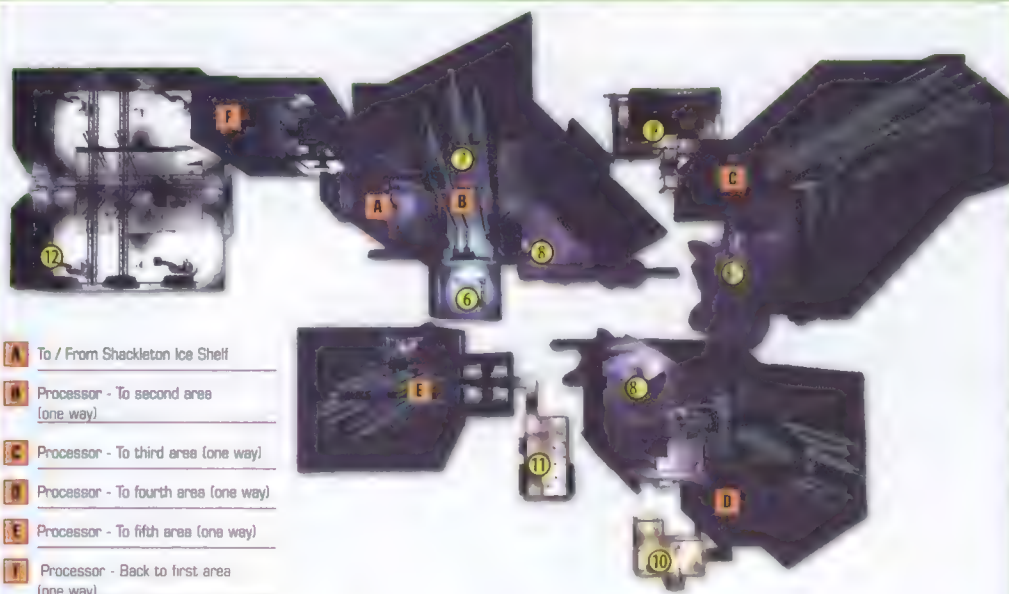 F
C
A
B
8
12
6
A To / From Shackleton Ice Shelf
Processor - To second area
(one way)
C Processor - To third area (one way)
D Processor - To fourth area (one way)
E Processor - To fifth area (one way)
Processor - Back to first area
(one way)
E
8
11
D
10